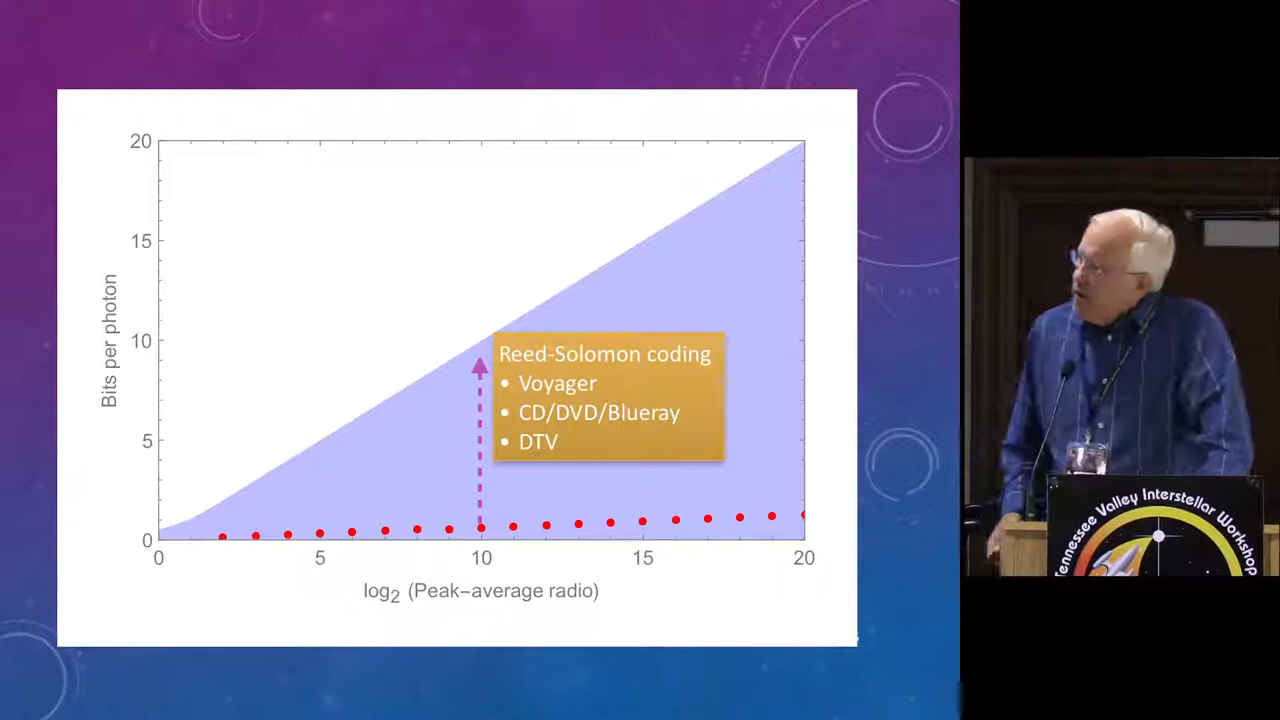 20
15
10
5
0
Bits per photon
Reed-Solomon coding
• Voyager
• CD/DVD/Blueray
• DTV
0 5 10 15 20
log₂ (Peak–average radio)
Tennessee Valley Interstellar Workshop